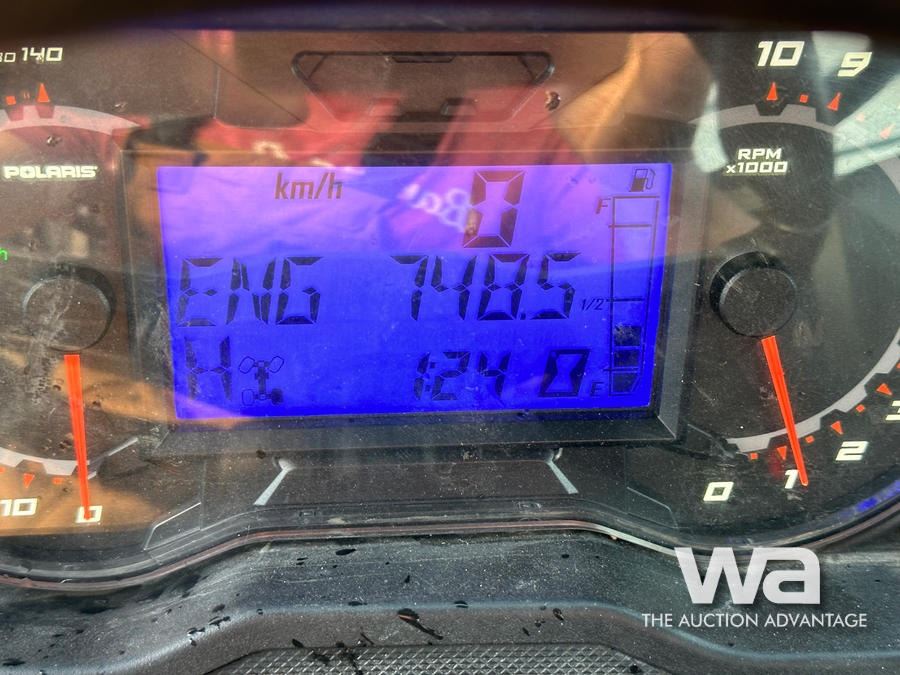 140
10 9
POLARIS
RPM
x1000
km/h 0
F
ENG 748.5
1/2
H 1:24 0
E
3
2
10 0
0 1
wa
THE AUCTION ADVANTAGE